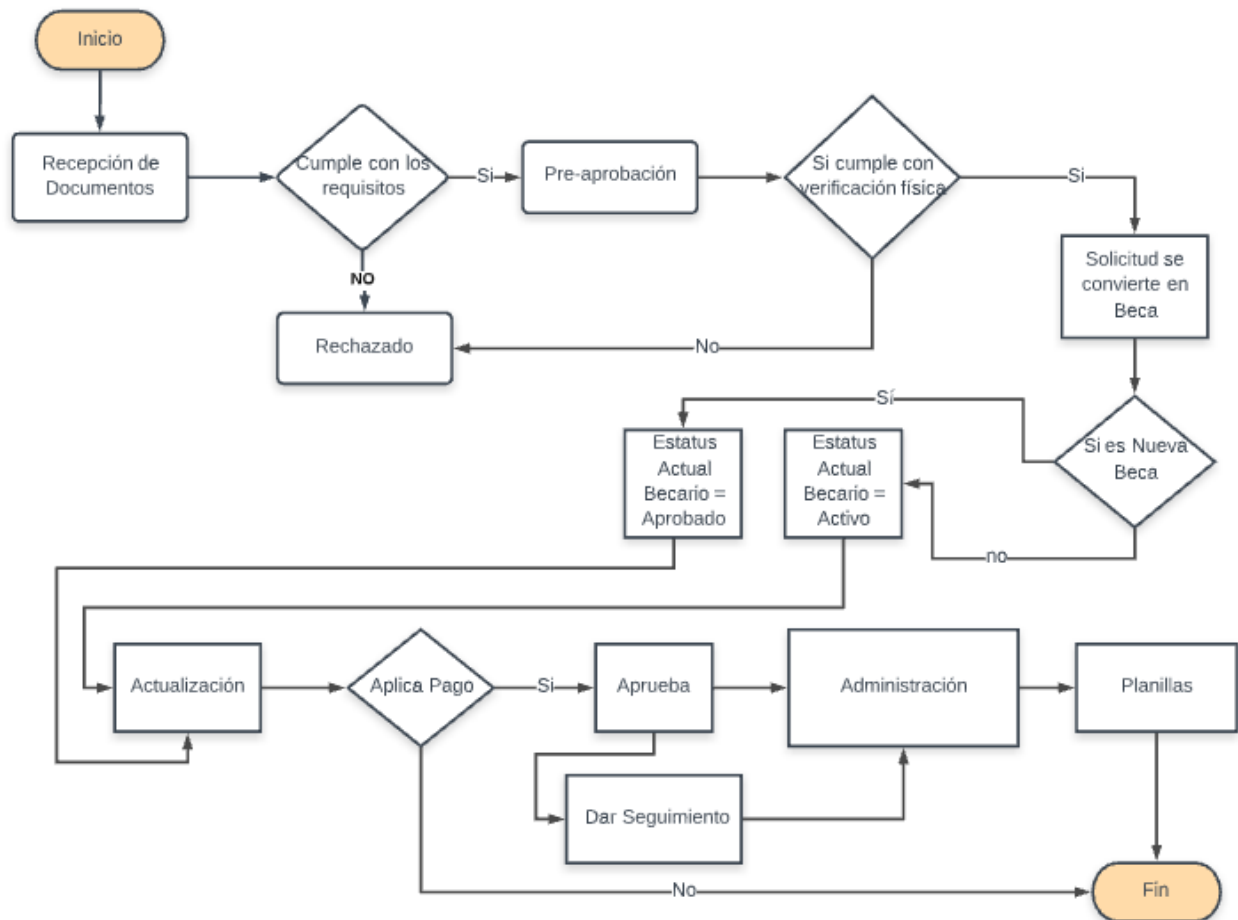 Inicio
Recepción de
Documentos
Cumple con los
requisitos
Si
Pre-aprobación
Si cumple con
verificación física
Si
Solicitud se
convierte en
Beca
NO
Rechazado
No
Sí
Si es Nueva
Beca
Estatus
Actual
Becario =
Aprobado
Estatus
Actual
Becario =
Activo
no
Actualización
Aplica Pago
Si
Aprueba
Administración
Planillas
Dar Seguimiento
No
Fin